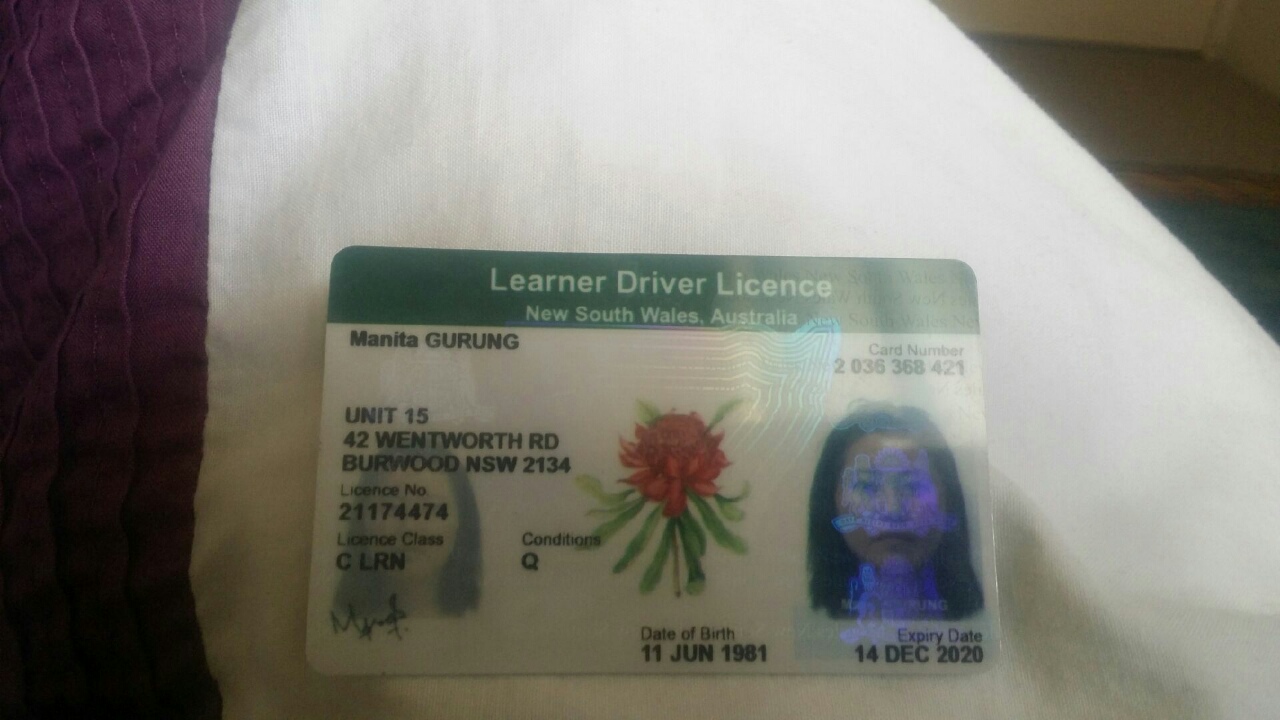 Learner Driver Licence
New South Wales, Australia
Manita GURUNG
Card Number
2 036 368 421
UNIT 15
42 WENTWORTH RD
BURWOOD NSW 2134
Licence No
21174474
Licence Class
C LRN
Conditions
Q
Date of Birth
11 JUN 1981
Expiry Date
14 DEC 2020